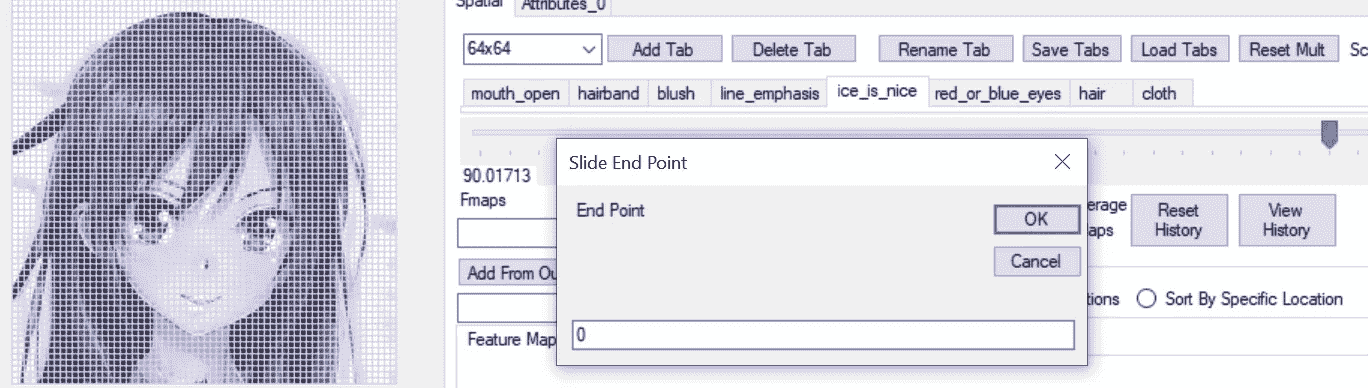 Spatial Attributes_0
64x64 Add Tab Delete Tab Rename Tab Save Tabs Load Tabs Reset Mult Sc
mouth_open hairband blush line_emphasis ice_is_nice red_or_blue_eyes hair cloth
Slide End Point
90.01713
Fmaps
End Point
OK
erage
aps
Reset
History
View
History
Cancel
Add From Ou
tions Sort By Specific Location
0
Feature Map